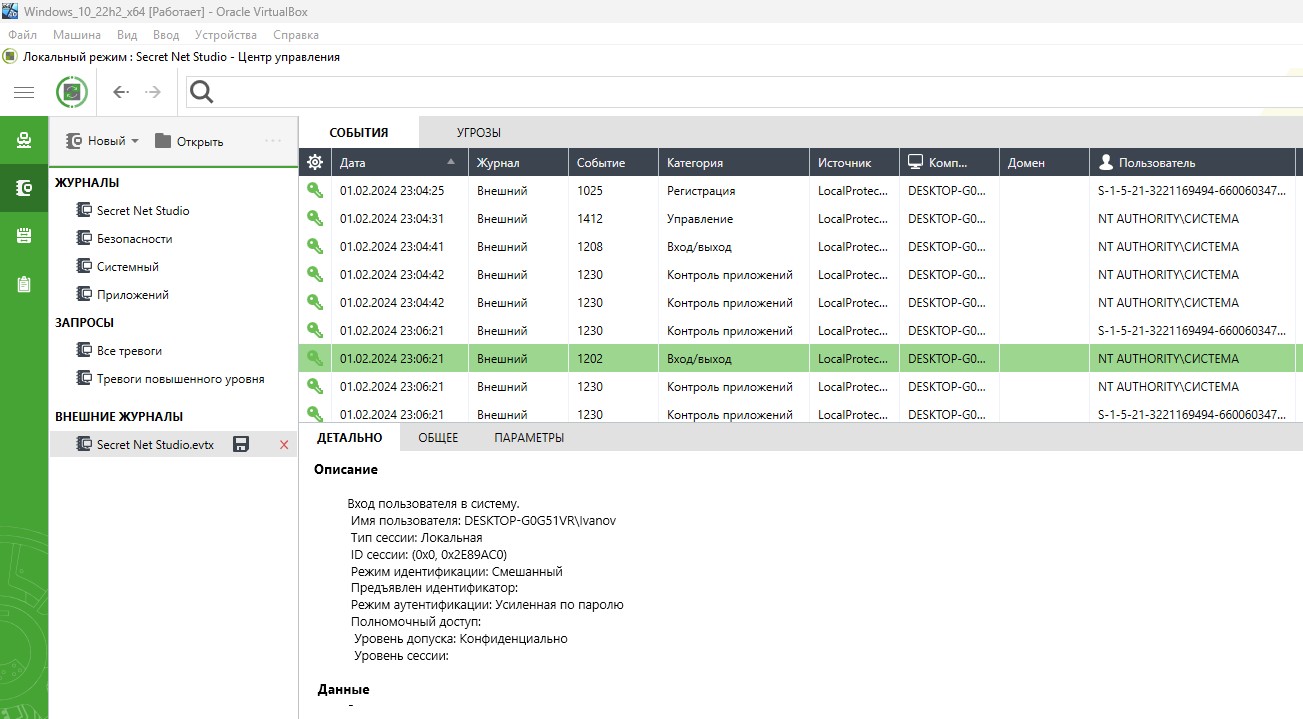 Windows_10_22h2_x64 [Работает] - Oracle VirtualBox
Файл Машина Вид Ввод Устройства Справка
Локальный режим : Secret Net Studio - Центр управления
Новый Открыть ...
ЖУРНАЛЫ
Secret Net Studio
Безопасности
Системный
Приложений
ЗАПРОСЫ
Все тревоги
Тревоги повышенного уровня
ВНЕШНИЕ ЖУРНАЛЫ
Secret Net Studio.evtx
СОБЫТИЯ УГРОЗЫ
Дата Журнал Событие Категория Источник Комп... Домен Пользователь
01.02.2024 23:04:25 Внешний 1025 Регистрация LocalProtec... DESKTOP-G0... S-1-5-21-3221169494-660060347...
01.02.2024 23:04:31 Внешний 1412 Управление LocalProtec... DESKTOP-G0... NT AUTHORITY\СИСТЕМА
01.02.2024 23:04:41 Внешний 1208 Вход/выход LocalProtec... DESKTOP-G0... NT AUTHORITY\СИСТЕМА
01.02.2024 23:04:42 Внешний 1230 Контроль приложений LocalProtec... DESKTOP-G0... NT AUTHORITY\СИСТЕМА
01.02.2024 23:04:42 Внешний 1230 Контроль приложений LocalProtec... DESKTOP-G0... NT AUTHORITY\СИСТЕМА
01.02.2024 23:06:21 Внешний 1230 Контроль приложений LocalProtec... DESKTOP-G0... S-1-5-21-3221169494-660060347...
01.02.2024 23:06:21 Внешний 1202 Вход/выход LocalProtec... DESKTOP-G0... NT AUTHORITY\СИСТЕМА
01.02.2024 23:06:21 Внешний 1230 Контроль приложений LocalProtec... DESKTOP-G0... NT AUTHORITY\СИСТЕМА
01.02.2024 23:06:21 Внешний 1230 Контроль приложений LocalProtec... DESKTOP-G0... S-1-5-21-3221169494-660060347...
ДЕТАЛЬНО ОБЩЕЕ ПАРАМЕТРЫ
Описание
Вход пользователя в систему.
Имя пользователя: DESKTOP-G0G51VR\Ivanov
Тип сессии: Локальная
ID сессии: (0x0, 0x2E89AC0)
Режим идентификации: Смешанный
Предъявлен идентификатор:
Режим аутентификации: Усиленная по паролю
Полномочный доступ:
Уровень допуска: Конфиденциально
Уровень сессии:
Данные